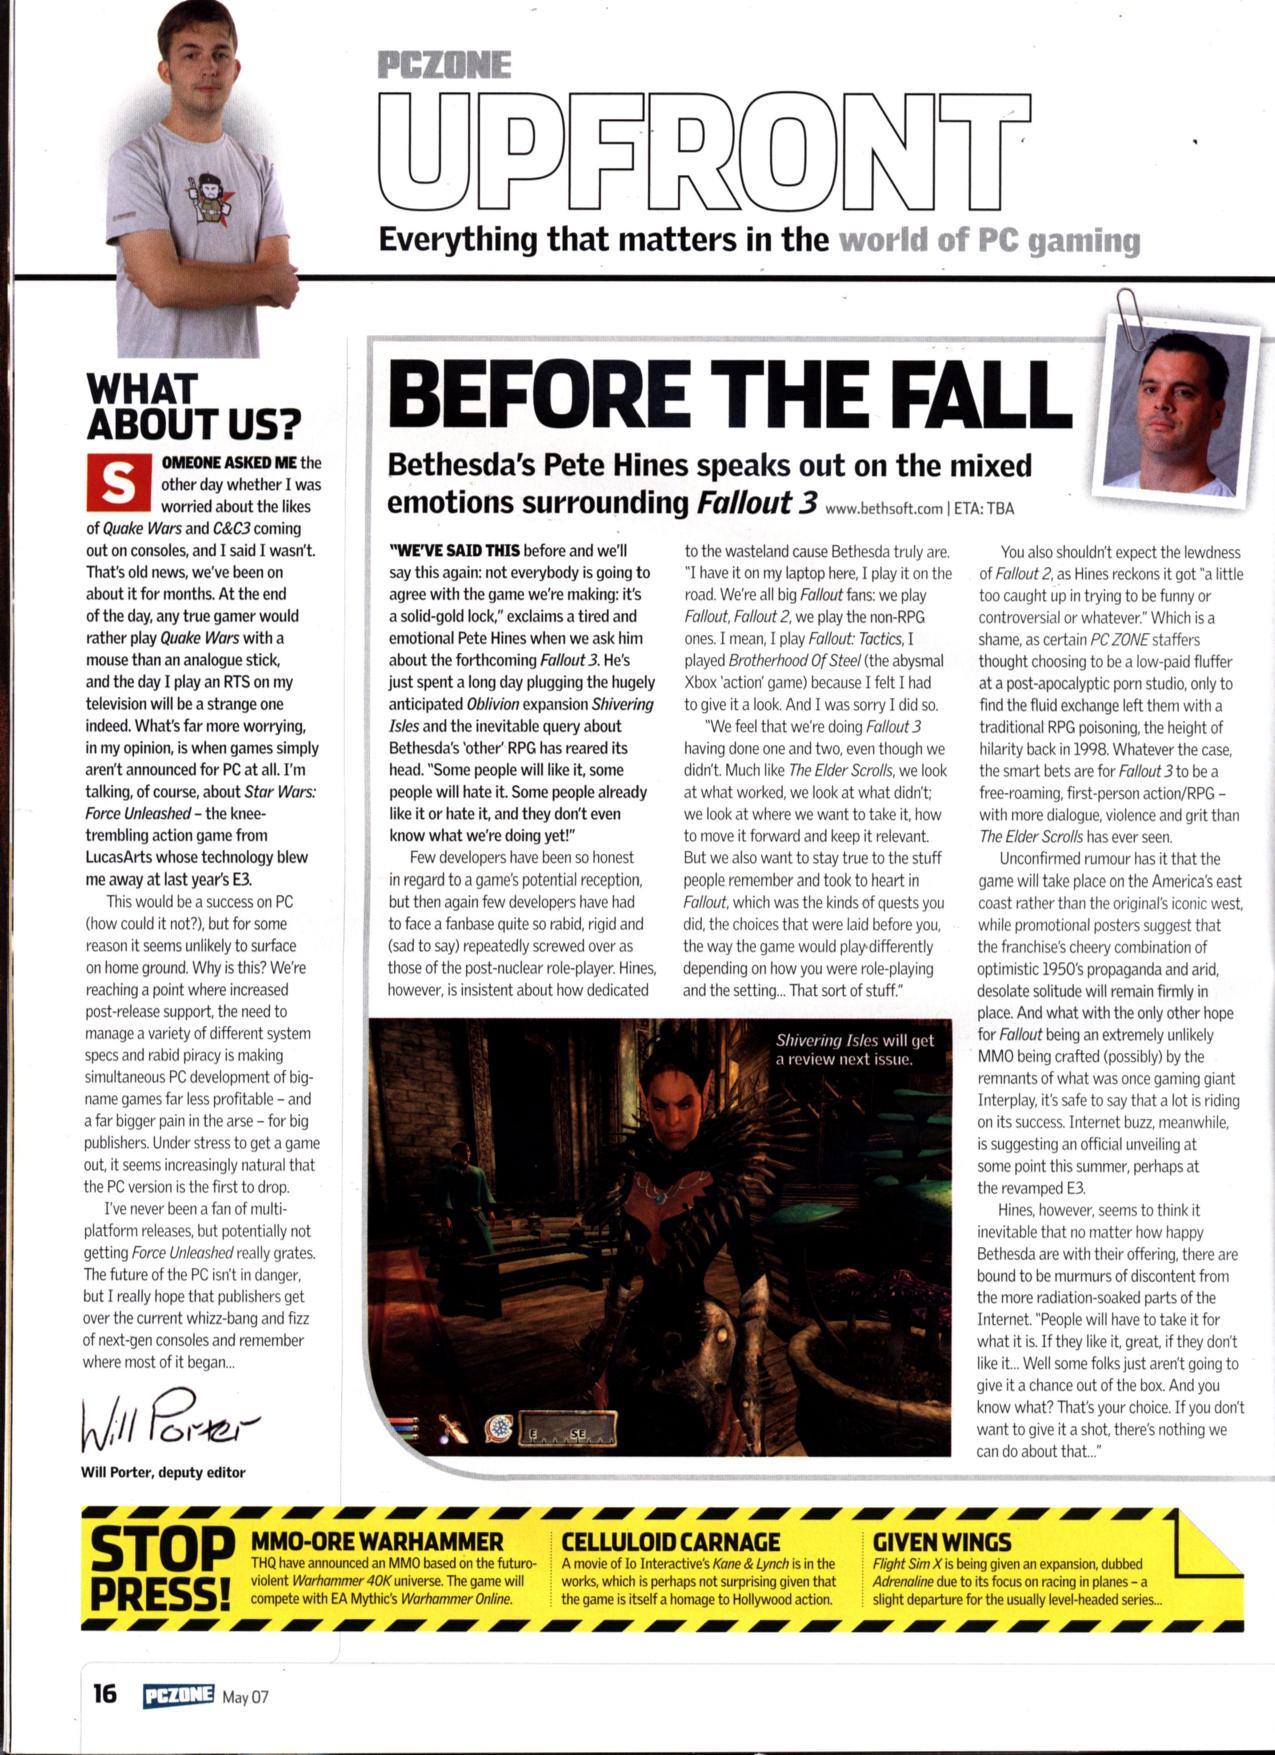 PCZONE
UPFRONT
Everything that matters in the world of PC gaming
WHAT
ABOUT US?
SOMEONE ASKED ME the
other day whether I was
worried about the likes
of Quake Wars and C&C3 coming
out on consoles, and I said I wasn't.
That's old news, we've been on
about it for months. At the end
of the day, any true gamer would
rather play Quake Wars with a
mouse than an analogue stick,
and the day I play an RTS on my
television will be a strange one
indeed. What's far more worrying,
in my opinion, is when games simply
aren't announced for PC at all. I'm
talking, of course, about Star Wars:
Force Unleashed – the knee-
trembling action game from
LucasArts whose technology blew
me away at last year's E3.
This would be a success on PC
(how could it not?), but for some
reason it seems unlikely to surface
on home ground. Why is this? We're
reaching a point where increased
post-release support, the need to
manage a variety of different system
specs and rabid piracy is making
simultaneous PC development of big-
name games far less profitable – and
a far bigger pain in the arse – for big
publishers. Under stress to get a game
out, it seems increasingly natural that
the PC version is the first to drop.
I've never been a fan of multi-
platform releases, but potentially not
getting Force Unleashed really grates.
The future of the PC isn't in danger,
but I really hope that publishers get
over the current whizz-bang and fizz
of next-gen consoles and remember
where most of it began...
Will Porter
Will Porter, deputy editor
BEFORE THE FALL
Bethesda's Pete Hines speaks out on the mixed
emotions surrounding Fallout 3 www.bethsoft.com | ETA: TBA
"WE'VE SAID THIS before and we'll
say this again: not everybody is going to
agree with the game we're making: it's
a solid-gold lock," exclaims a tired and
emotional Pete Hines when we ask him
about the forthcoming Fallout 3. He's
just spent a long day plugging the hugely
anticipated Oblivion expansion Shivering
Isles and the inevitable query about
Bethesda's 'other' RPG has reared its
head. "Some people will like it, some
people will hate it. Some people already
like it or hate it, and they don't even
know what we're doing yet!"
Few developers have been so honest
in regard to a game's potential reception,
but then again few developers have had
to face a fanbase quite so rabid, rigid and
(sad to say) repeatedly screwed over as
those of the post-nuclear role-player. Hines,
however, is insistent about how dedicated
to the wasteland cause Bethesda truly are.
"I have it on my laptop here, I play it on the
road. We're all big Fallout fans: we play
Fallout, Fallout 2, we play the non-RPG
ones. I mean, I play Fallout: Tactics, I
played Brotherhood Of Steel (the abysmal
Xbox 'action' game) because I felt I had
to give it a look. And I was sorry I did so.
"We feel that we're doing Fallout 3
having done one and two, even though we
didn't. Much like The Elder Scrolls, we look
at what worked, we look at what didn't;
we look at where we want to take it, how
to move it forward and keep it relevant.
But we also want to stay true to the stuff
people remember and took to heart in
Fallout, which was the kinds of quests you
did, the choices that were laid before you,
the way the game would play differently
depending on how you were role-playing
and the setting... That sort of stuff."
You also shouldn't expect the lewdness
of Fallout 2, as Hines reckons it got "a little
too caught up in trying to be funny or
controversial or whatever." Which is a
shame, as certain PC ZONE staffers
thought choosing to be a low-paid fluffer
at a post-apocalyptic porn studio, only to
find the fluid exchange left them with a
traditional RPG poisoning, the height of
hilarity back in 1998. Whatever the case,
the smart bets are for Fallout 3 to be a
free-roaming, first-person action/RPG –
with more dialogue, violence and grit than
The Elder Scrolls has ever seen.
Unconfirmed rumour has it that the
game will take place on the America's east
coast rather than the original's iconic west,
while promotional posters suggest that
the franchise's cheery combination of
optimistic 1950's propaganda and arid,
desolate solitude will remain firmly in
place. And what with the only other hope
for Fallout being an extremely unlikely
MMO being crafted (possibly) by the
remnants of what was once gaming giant
Interplay, it's safe to say that a lot is riding
on its success. Internet buzz, meanwhile,
is suggesting an official unveiling at
some point this summer, perhaps at
the revamped E3.
Hines, however, seems to think it
inevitable that no matter how happy
Bethesda are with their offering, there are
bound to be murmurs of discontent from
the more radiation-soaked parts of the
Internet. "People will have to take it for
what it is. If they like it, great, if they don't
like it... Well some folks just aren't going to
give it a chance out of the box. And you
know what? That's your choice. If you don't
want to give it a shot, there's nothing we
can do about that..."
Shivering Isles will get
a review next issue.
E SE
STOP
PRESS!
MMO-ORE WARHAMMER
THQ have announced an MMO based on the futuro-
violent Warhammer 40K universe. The game will
compete with EA Mythic's Warhammer Online.
CELLULOID CARNAGE
A movie of Io Interactive's Kane & Lynch is in the
works, which is perhaps not surprising given that
the game is itself a homage to Hollywood action.
GIVEN WINGS
Flight Sim X is being given an expansion, dubbed
Adrenaline due to its focus on racing in planes – a
slight departure for the usually level-headed series...
16 PCZONE May 07